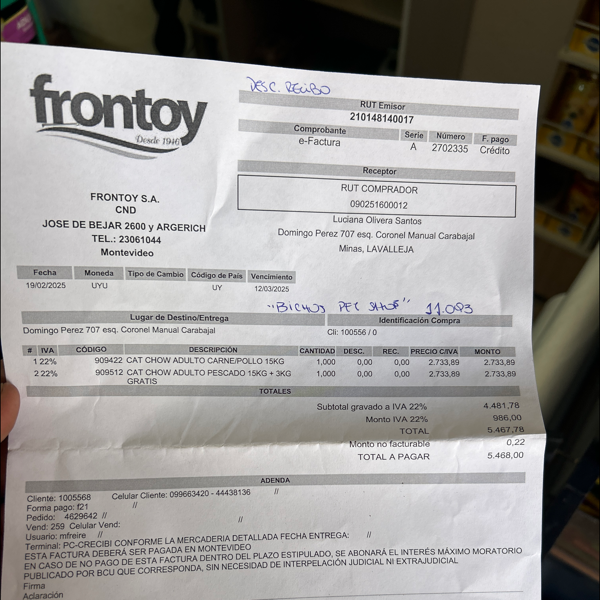 frontoy
Desde 1946
DESC. RECIBO
RUT Emisor
210148140017
Comprobante Serie Número F. pago
e-Factura A 2702335 Crédito
Receptor
RUT COMPRADOR
090251600012
Luciana Olivera Santos
Domingo Perez 707 esq. Coronel Manual Carabajal
Minas, LAVALLEJA
FRONTOY S.A.
CND
JOSE DE BEJAR 2600 y ARGERICH
TEL.: 23061044
Montevideo
Fecha Moneda Tipo de Cambio Código de País Vencimiento
19/02/2025 UYU UY 12/03/2025
"BICHOS PET SHOP" 11.093
Lugar de Destino/Entrega Identificación Compra
Domingo Perez 707 esq. Coronel Manual Carabajal Cli: 100556 / 0
# IVA CÓDIGO DESCRIPCIÓN CANTIDAD DESC. REC. PRECIO C/IVA MONTO
1 22% 909422 CAT CHOW ADULTO CARNE/POLLO 15KG 1,000 0,00 0,00 2.733,89 2.733,89
2 22% 909512 CAT CHOW ADULTO PESCADO 15KG + 3KG GRATIS 1,000 0,00 0,00 2.733,89 2.733,89
TOTALES
Subtotal gravado a IVA 22% 4.481,78
Monto IVA 22% 986,00
TOTAL 5.467,78
Monto no facturable 0,22
TOTAL A PAGAR 5.468,00
ADENDA
Cliente: 1005568 Celular Cliente: 099663420 - 44438136 //
Forma pago: f21 //
Pedido: 4629642 //
Vend: 259 Celular Vend: //
Usuario: mfreire //
Terminal: PC-CRECIBI CONFORME LA MERCADERIA DETALLADA FECHA ENTREGA: //
ESTA FACTURA DEBERÁ SER PAGADA EN MONTEVIDEO
EN CASO DE NO PAGO DE ESTA FACTURA DENTRO DEL PLAZO ESTIPULADO, SE ABONARÁ EL INTERÉS MÁXIMO MORATORIO
PUBLICADO POR BCU QUE CORRESPONDA, SIN NECESIDAD DE INTERPELACIÓN JUDICIAL NI EXTRAJUDICIAL
Firma
Aclaración